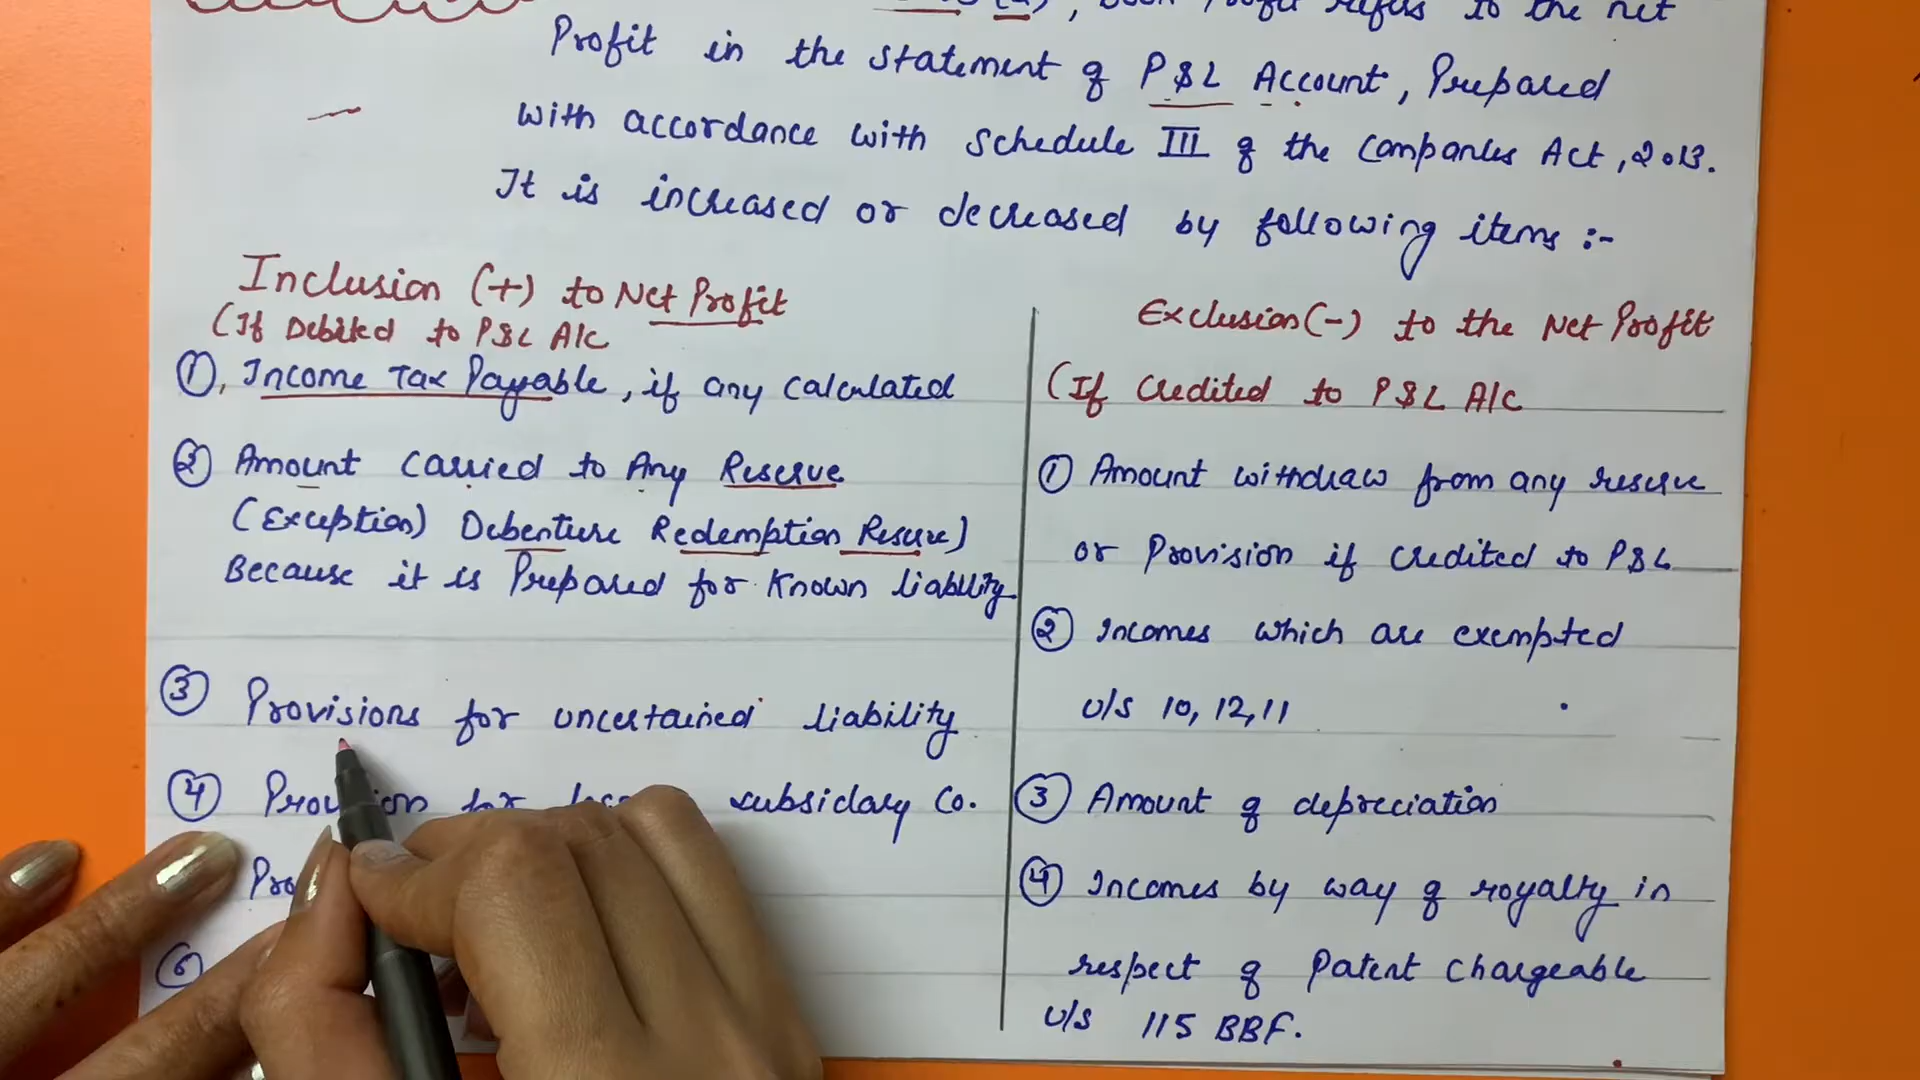 to the net
Profit in the statement of P&L Account, Prepared
with accordance with schedule III of the Companies Act, 2013.
It is increased or decreased by following items :-
Inclusion (+) to Net Profit
(If Debited to P&L A/c
①, Income Tax Payable, if any calculated
② Amount carried to Any Reserve
(Exception) Debenture Redemption Reserve)
Because it is Prepared for Known liability
③ Provisions for uncertained liability
④ for subsidiary Co.
⑥
Exclusion(-) to the Net Profit
(If Credited to P&L A/c
① Amount withdraw from any reserve
or Provision if credited to P&L
② Incomes which are exempted
U/S 10, 12, 11
③ Amount of depreciation
④ Incomes by way of royalty in
respect of Patent Chargeable
U/S 115 BBF.